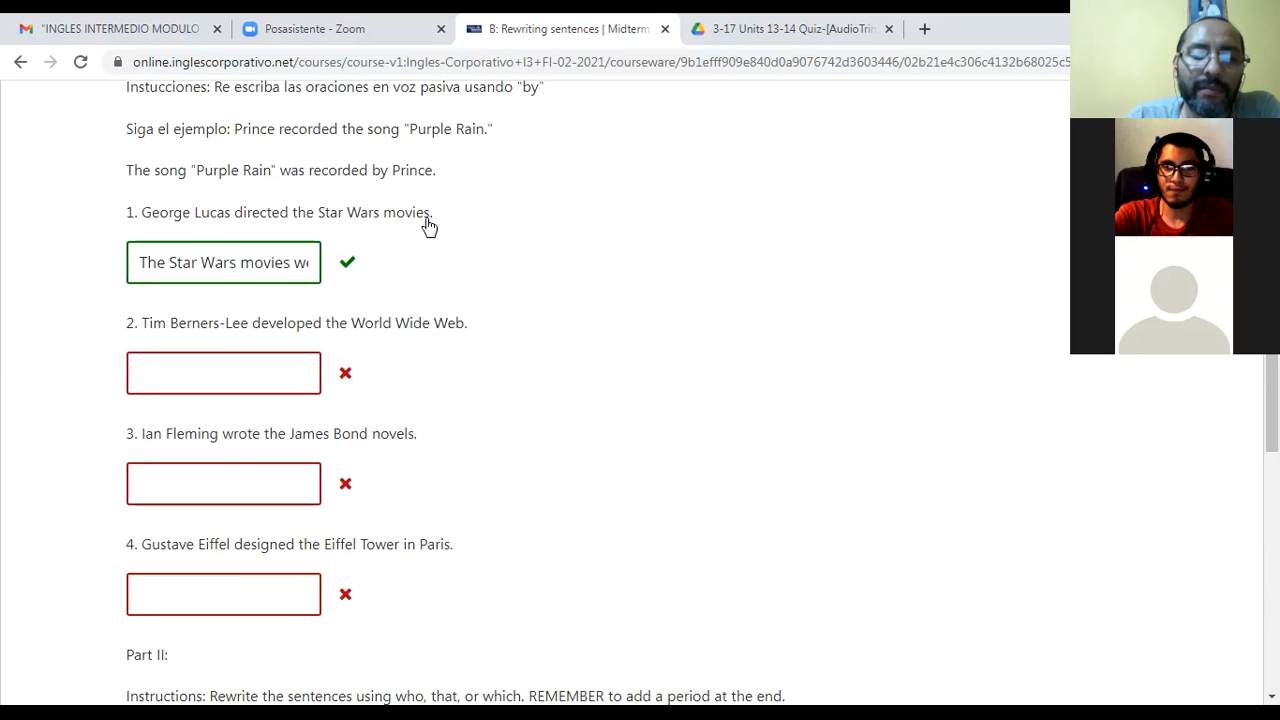 "INGLES INTERMEDIO MODULO
Posasistente - Zoom
B: Rewriting sentences | Midterm
3-17 Units 13-14 Quiz-[AudioTrin
online.inglescorporativo.net/courses/course-v1:Ingles-Corporativo+I3+FI-02-2021/courseware/9b1efff909e840d0a9076742d3603446/02b21e4c306c4132b68025c5
Instucciones: Re escriba las oraciones en voz pasiva usando "by"
Siga el ejemplo: Prince recorded the song "Purple Rain."
The song "Purple Rain" was recorded by Prince.
1. George Lucas directed the Star Wars movies.
The Star Wars movies we
2. Tim Berners-Lee developed the World Wide Web.
3. Ian Fleming wrote the James Bond novels.
4. Gustave Eiffel designed the Eiffel Tower in Paris.
Part II:
Instructions: Rewrite the sentences using who, that, or which. REMEMBER to add a period at the end.